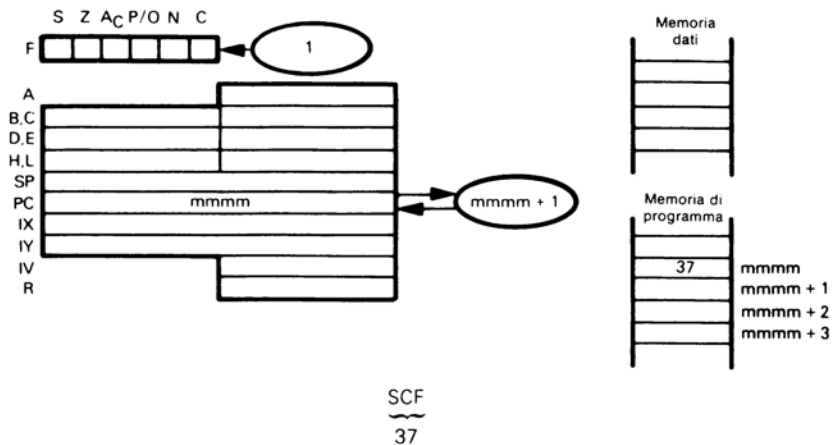 S Z AC P/O N C
F
1
A
B,C
D,E
H,L
SP
PC
mmmm
mmmm + 1
IX
IY
IV
R
Memoria
dati
Memoria di
programma
37
mmmm
mmmm + 1
mmmm + 2
mmmm + 3
SCF
37